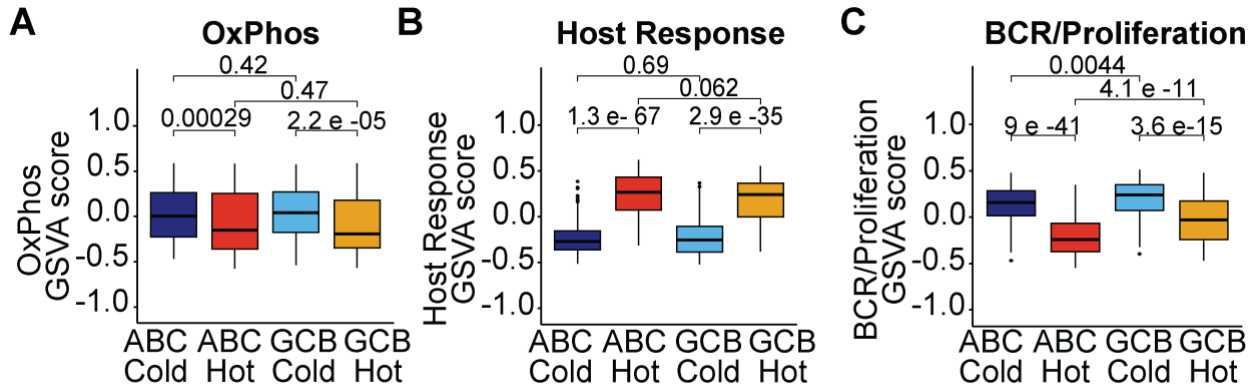 A
OxPhos
0.42
0.47
0.00029
2.2 e -05
OxPhos
GSVA score
1.0
0.5
0.0
-0.5
-1.0
ABC
Cold
ABC
Hot
GCB
Cold
GCB
Hot
B
Host Response
0.69
0.062
1.3 e- 67
2.9 e -35
Host Response
GSVA score
1.0
0.5
0.0
-0.5
-1.0
ABC
Cold
ABC
Hot
GCB
Cold
GCB
Hot
C
BCR/Proliferation
0.0044
4.1 e -11
9 e -41
3.6 e-15
BCR/Proliferation
GSVA score
1.0
0.5
0.0
-0.5
-1.0
ABC
Cold
ABC
Hot
GCB
Cold
GCB
Hot